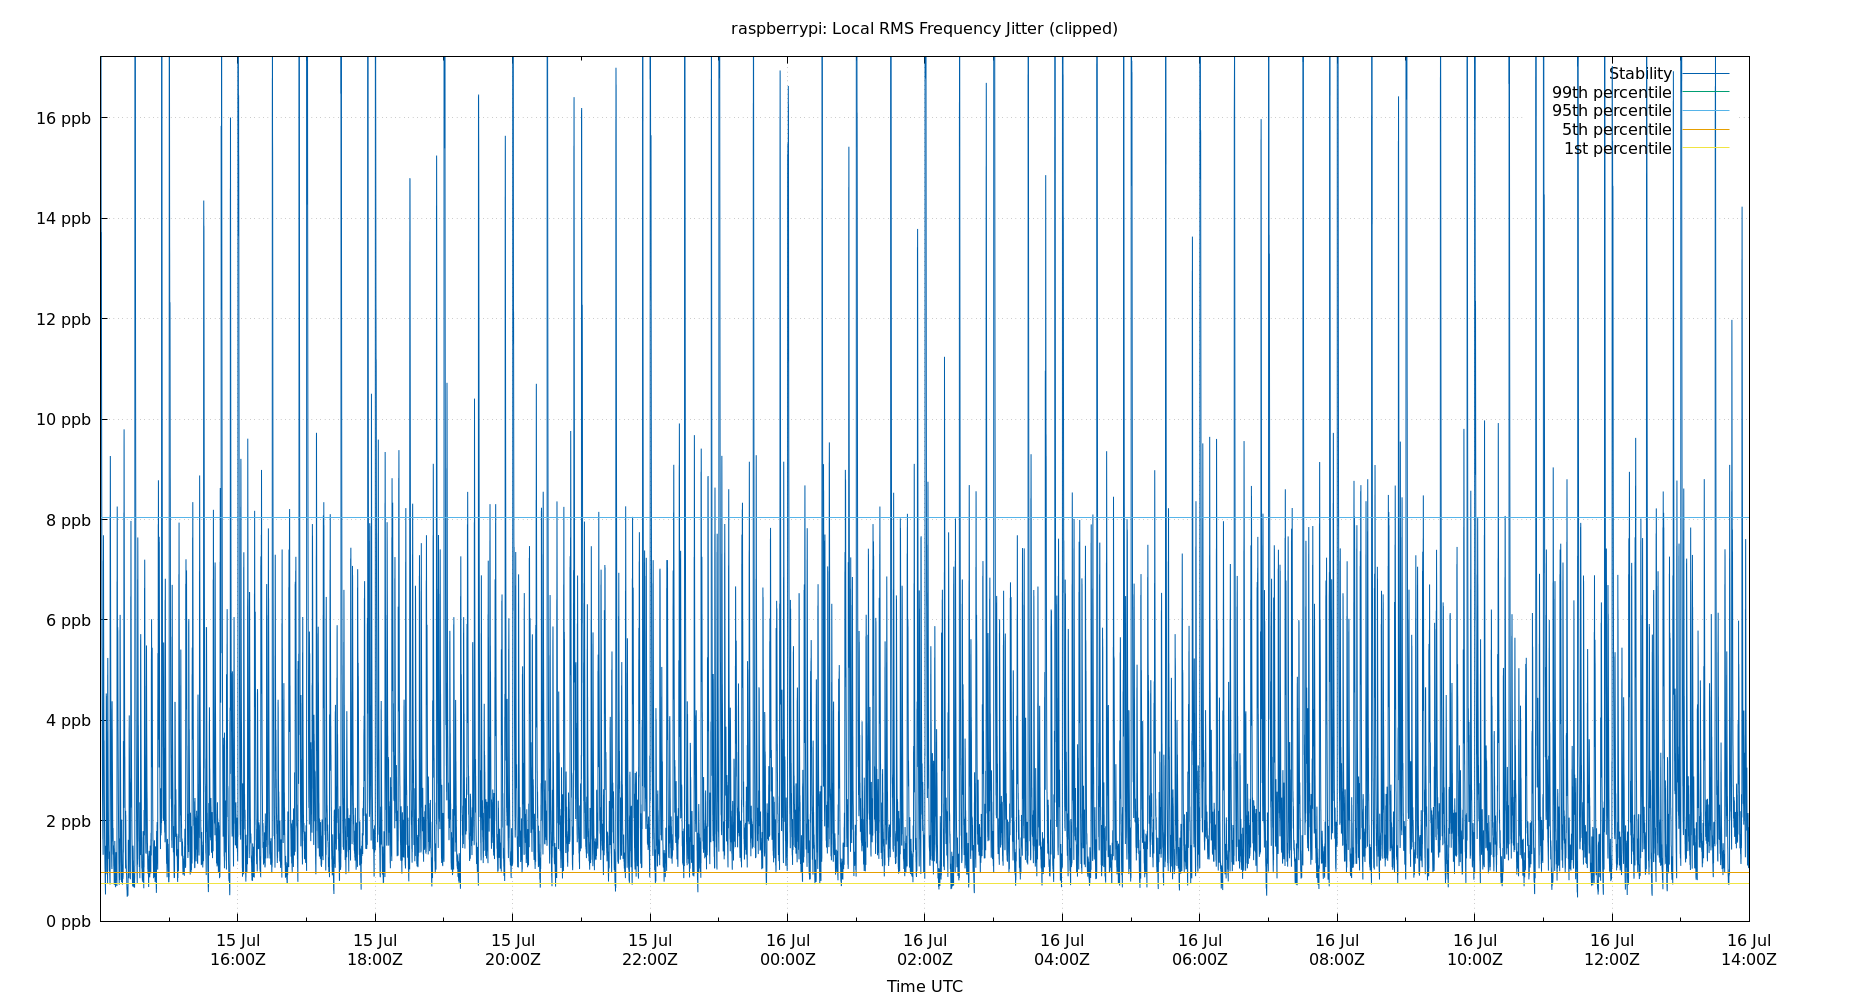 raspberrypi: Local RMS Frequency Jitter (clipped)
Stability
99th percentile
95th percentile
5th percentile
1st percentile
16 ppb
14 ppb
12 ppb
10 ppb
8 ppb
6 ppb
4 ppb
2 ppb
0 ppb
15 Jul 15 Jul 15 Jul 15 Jul 16 Jul 16 Jul 16 Jul 16 Jul 16 Jul 16 Jul 16 Jul 16 Jul
16:00Z 18:00Z 20:00Z 22:00Z 00:00Z 02:00Z 04:00Z 06:00Z 08:00Z 10:00Z 12:00Z 14:00Z
Time UTC